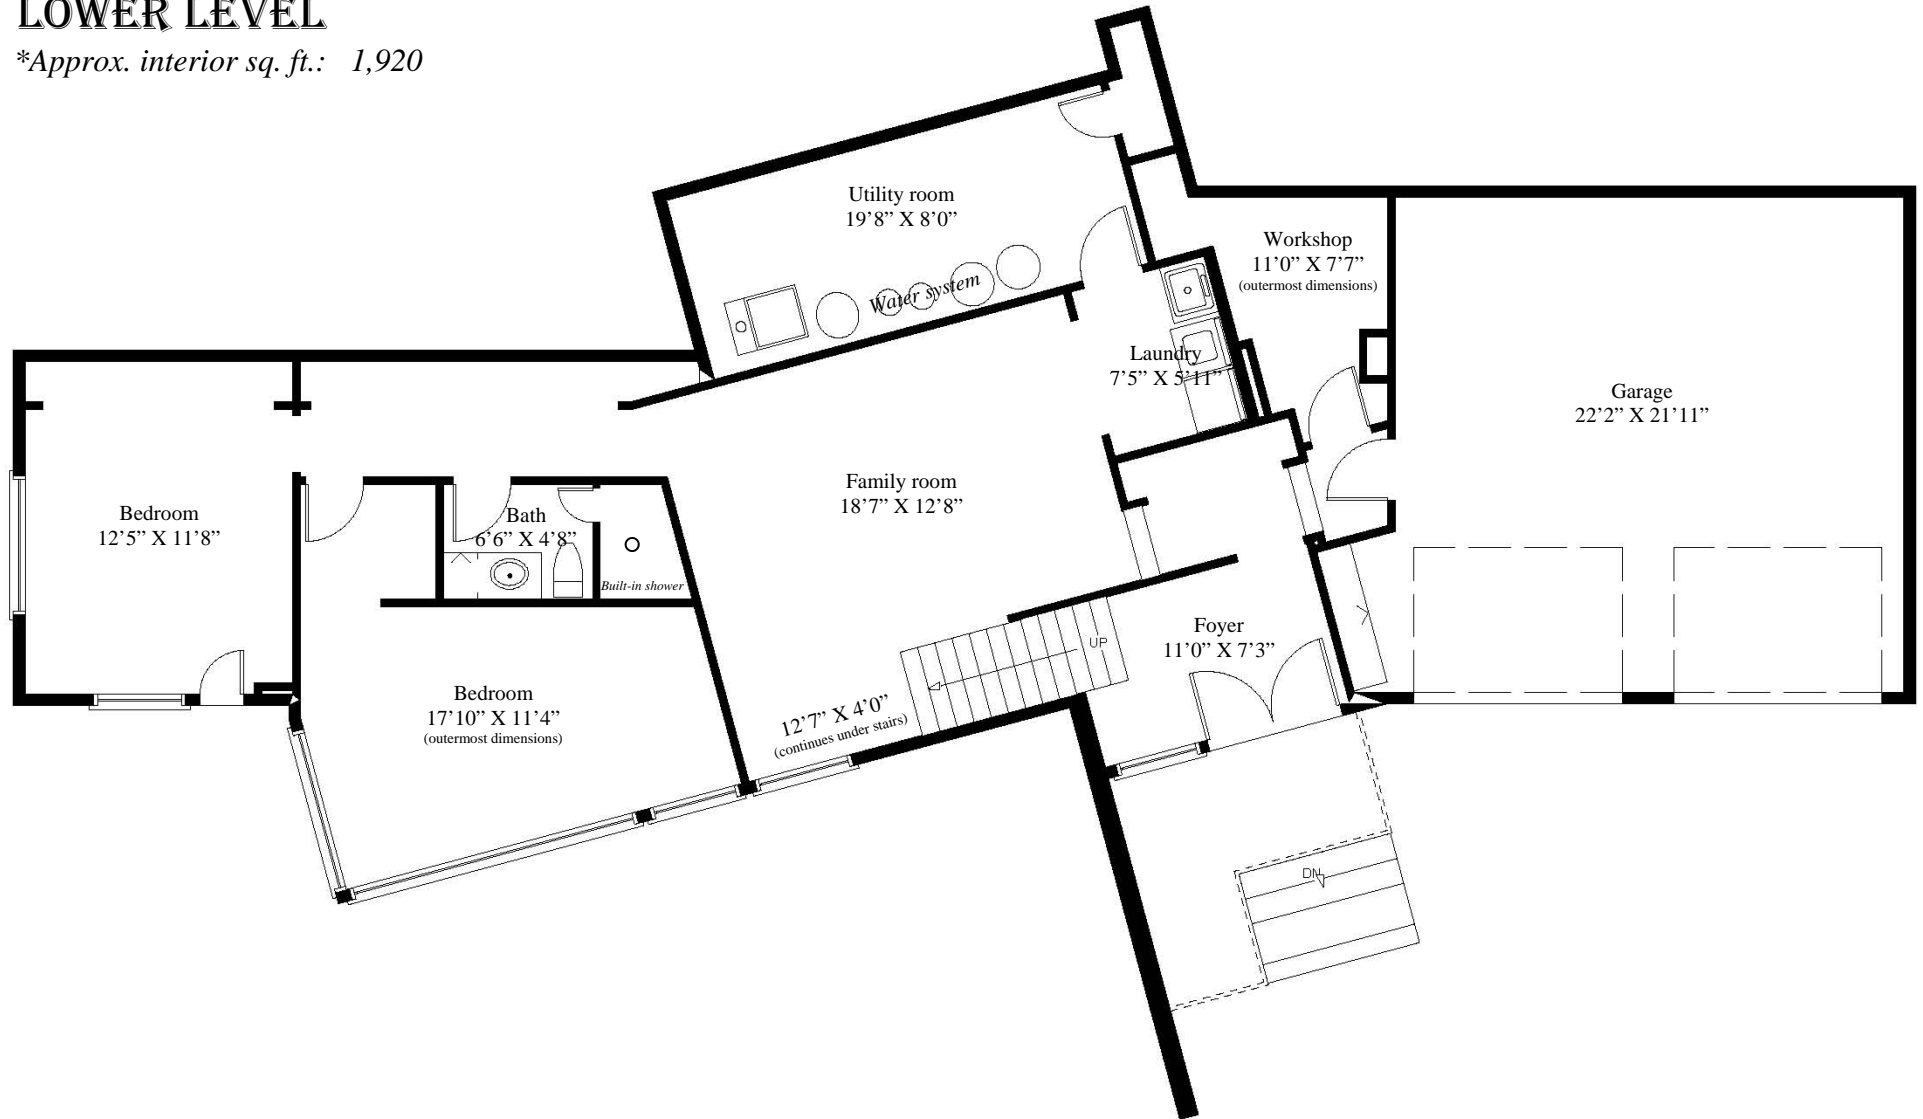 LOWER LEVEL
*Approx. interior sq. ft.: 1,920
Utility room
19’8” X 8’0”
Water system
Workshop
11’0” X 7’7”
(outermost dimensions)
Laundry
7’5” X 5’11”
Garage
22’2” X 21’11”
Family room
18’7” X 12’8”
Bedroom
12’5” X 11’8”
Bath
6’6” X 4’8”
Built-in shower
Foyer
11’0” X 7’3”
UP
Bedroom
17’10” X 11’4”
(outermost dimensions)
12’7” X 4’0”
(continues under stairs)
DN